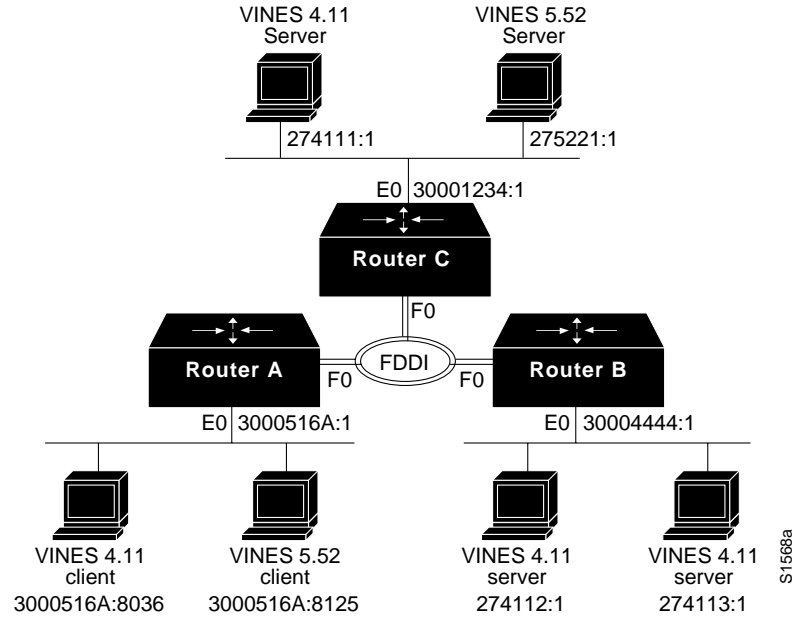 VINES 4.11
Server
VINES 5.52
Server
274111:1
275221:1
E0 30001234:1
Router C
F0
Router A
FDDI
Router B
F0
F0
E0 3000516A:1
E0 30004444:1
VINES 4.11
client
3000516A:8036
VINES 5.52
client
3000516A:8125
VINES 4.11
server
274112:1
VINES 4.11
server
274113:1
S1568a